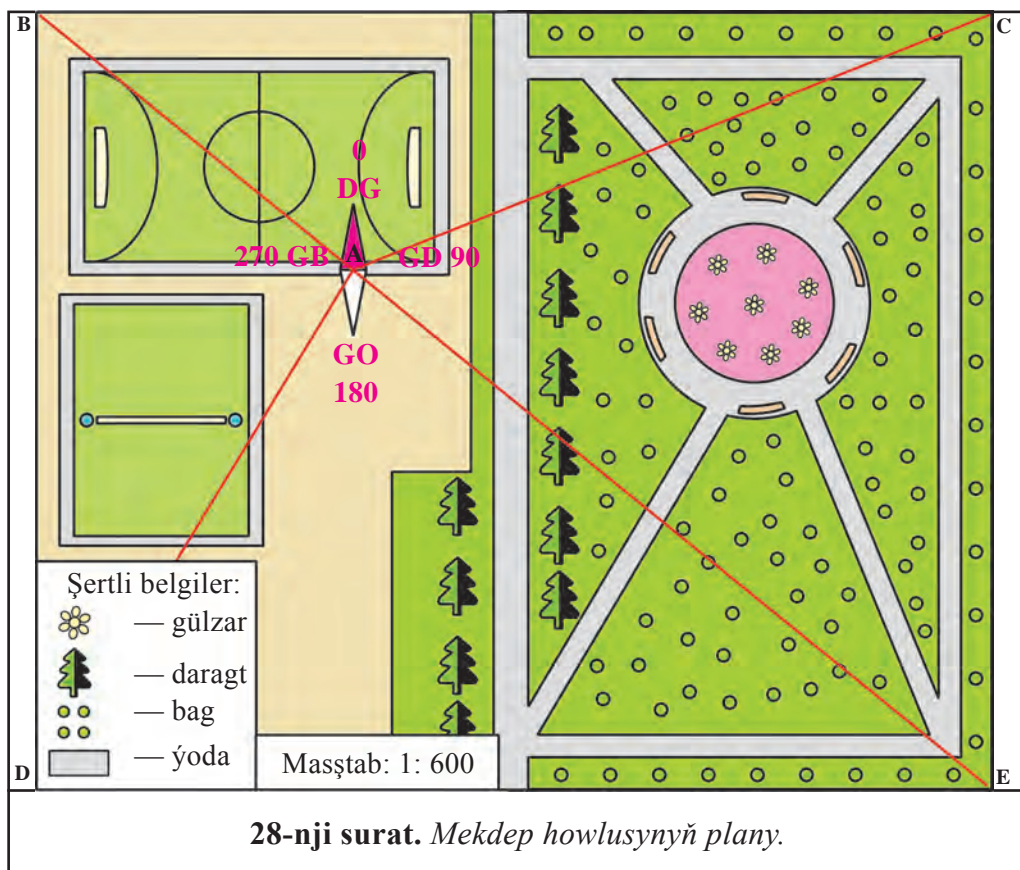 B
C
0
DG
270 GB
A
GD 90
GO
180
Şertli belgiler:
— gülzar
— daragt
— bag
— ýoda
Masştab: 1: 600
D
E
28-nji surat. Mekdep howlusynyň plany.